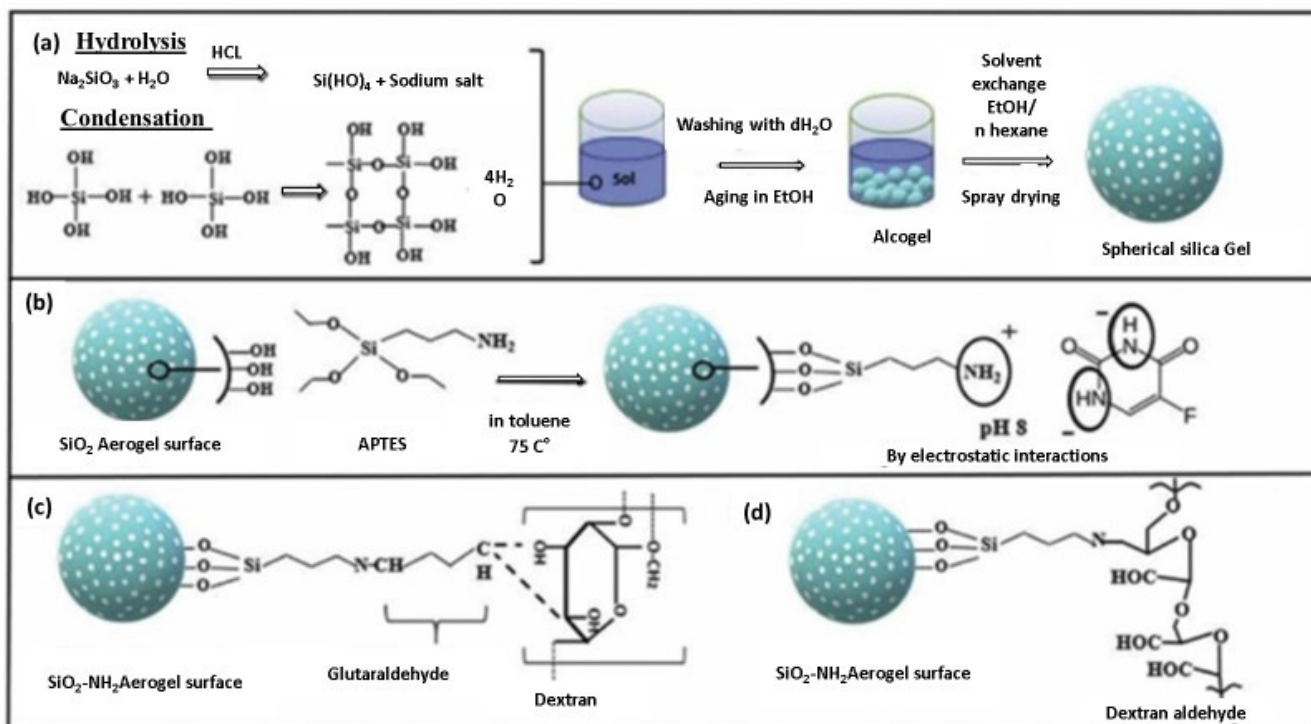 (a) Hydrolysis
HCL
Na₂SiO₃ + H₂O
Si(HO)₄ + Sodium salt
Condensation
OH
OH
HO-Si-OH + HO-Si-OH
OH
OH
OH OH
Si-O-Si-OH
O O
Si-O-Si-OH
OH OH
4H₂
O
Sol
Washing with dH₂O
Aging in EtOH
Alcogel
Solvent
exchange
EtOH/
n hexane
Spray drying
Spherical silica Gel
(b)
OH
OH
OH
SiO₂ Aerogel surface
O
Si
O
O
NH₂
APTES
in toluene
75 C°
O
O
O
Si
NH₂
+
pH 8
-
H
N
O
O
HN
-
F
By electrostatic interactions
(c)
O
O
O
Si
N-CH
C
H
OH
O
O-CH₂
O
OH
O
SiO₂-NH₂Aerogel surface
Glutaraldehyde
Dextran
(d)
O
O
O
Si
N
O
O
HOC
O
O
HOC
HOC
SiO₂-NH₂Aerogel surface
Dextran aldehyde